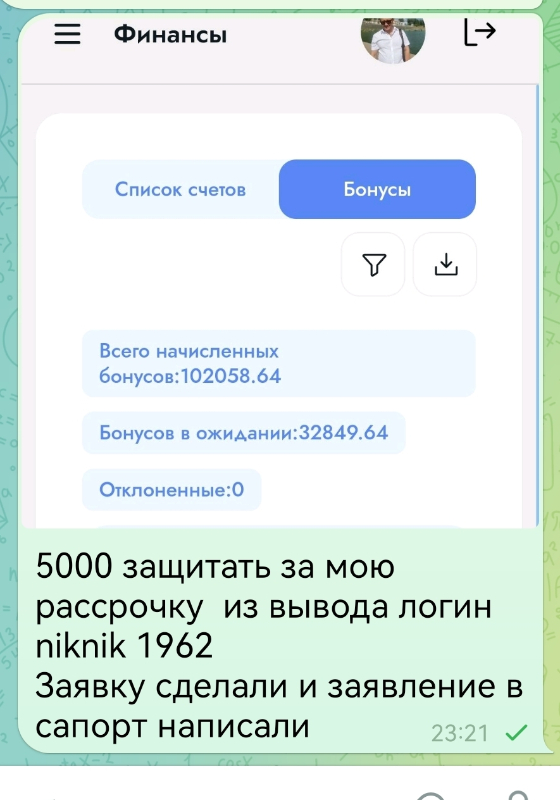 Финансы
Список счетов
Бонусы
Всего начисленных
бонусов:102058.64
Бонусов в ожидании:32849.64
Отклоненные:0
5000 защитать за мою
рассрочку из вывода логин
niknik 1962
Заявку сделали и заявление в
сапорт написали
23:21